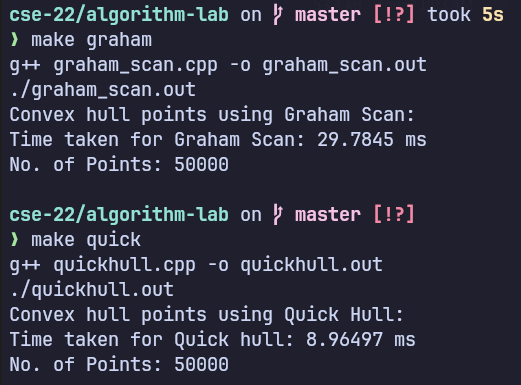 cse-22/algorithm-lab on master [!?] took 5s
❯ make graham
g++ graham_scan.cpp -o graham_scan.out
./graham_scan.out
Convex hull points using Graham Scan:
Time taken for Graham Scan: 29.7845 ms
No. of Points: 50000
cse-22/algorithm-lab on master [!?]
❯ make quick
g++ quickhull.cpp -o quickhull.out
./quickhull.out
Convex hull points using Quick Hull:
Time taken for Quick hull: 8.96497 ms
No. of Points: 50000